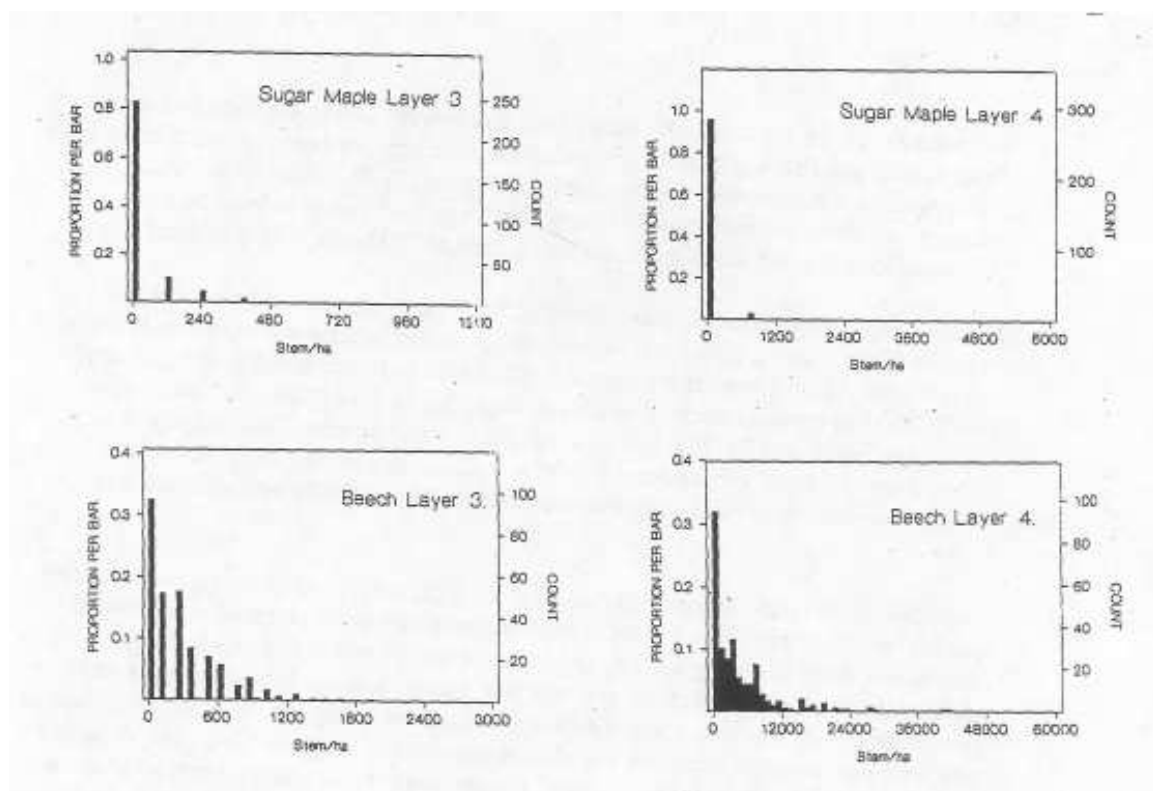 Sugar Maple Layer 3
PROPORTION PER BAR
1.0
0.8
0.6
0.4
0.2
COUNT
250
200
150
100
50
0 240 480 720 960
Stem/ha
Sugar Maple Layer 4
PROPORTION PER BAR
1.0
0.8
0.6
0.4
0.2
COUNT
300
200
100
0 1200 2400 3600 4800 6000
Stem/ha
Beech Layer 3.
PROPORTION PER BAR
0.4
0.3
0.2
0.1
COUNT
100
80
60
40
20
0 600 1200 1800 2400 3000
Stem/ha
Beech Layer 4.
PROPORTION PER BAR
0.4
0.3
0.2
0.1
COUNT
100
80
60
40
20
0 12000 24000 36000 48000 60000
Stem/ha